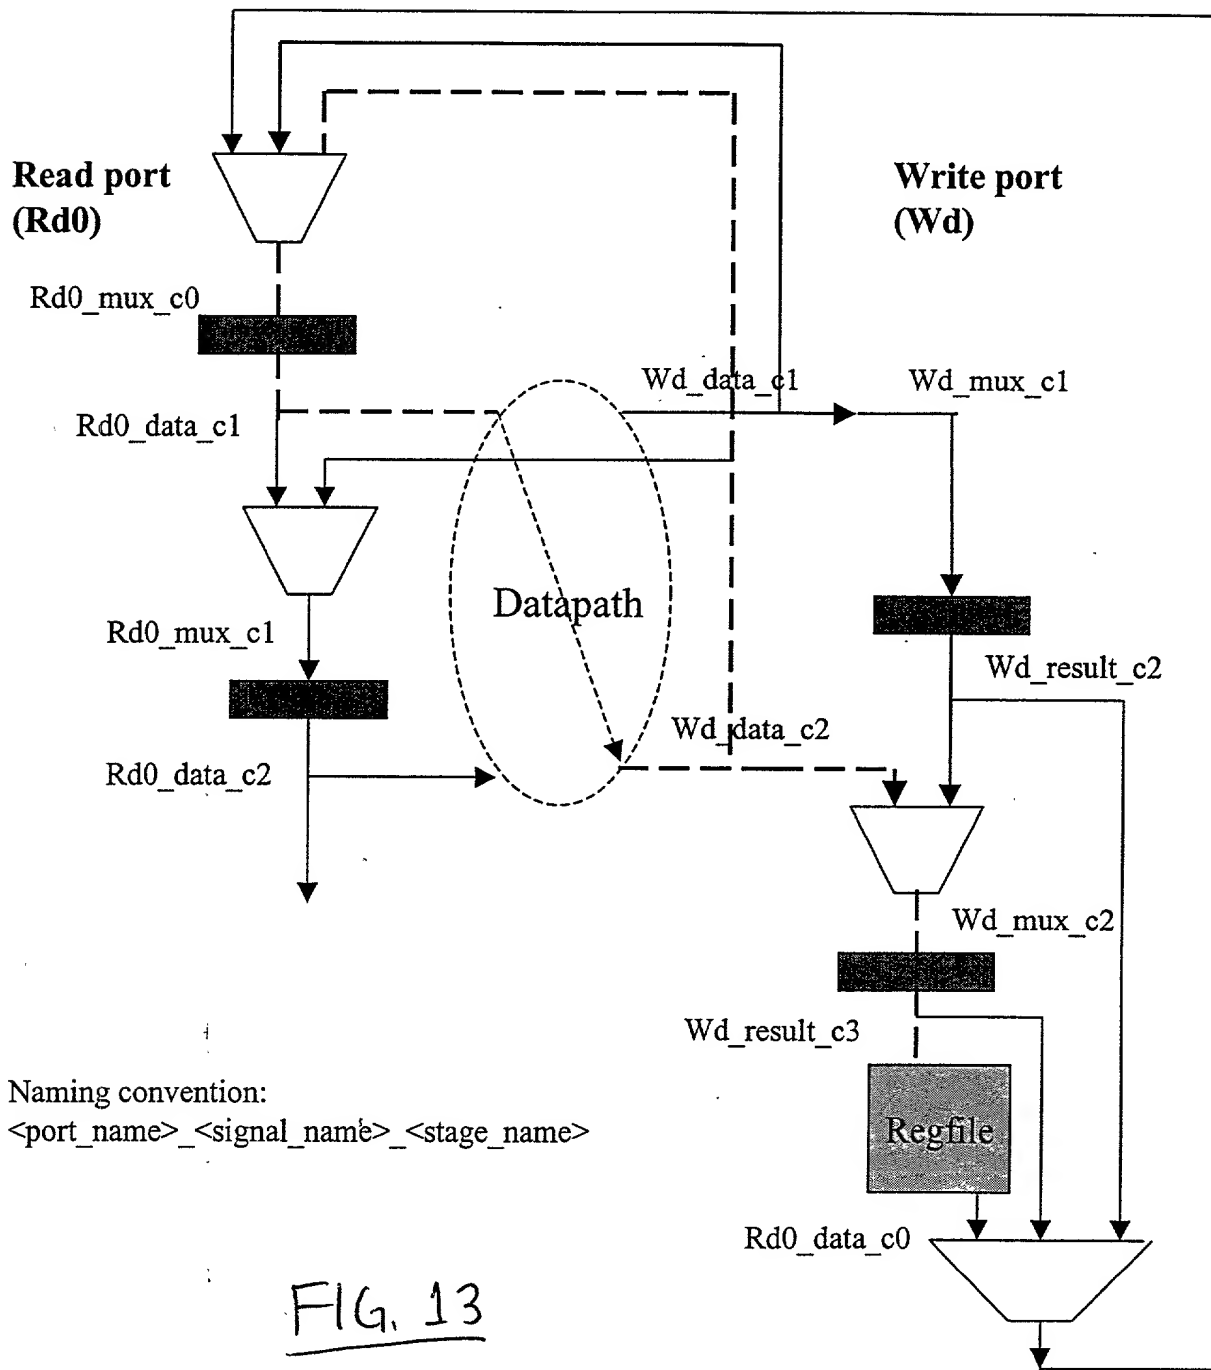 Read port
(Rd0)
Write port
(Wd)
Rd0_mux_c0
Wd_data_c1
Wd_mux_c1
Rd0_data_c1
Datapath
Rd0_mux_c1
Wd_result_c2
Wd_data_c2
Rd0_data_c2
Wd_mux_c2
Wd_result_c3
Naming convention:
<port_name>_<signal_name>_<stage_name>
Regfile
Rd0_data_c0
FIG. 13